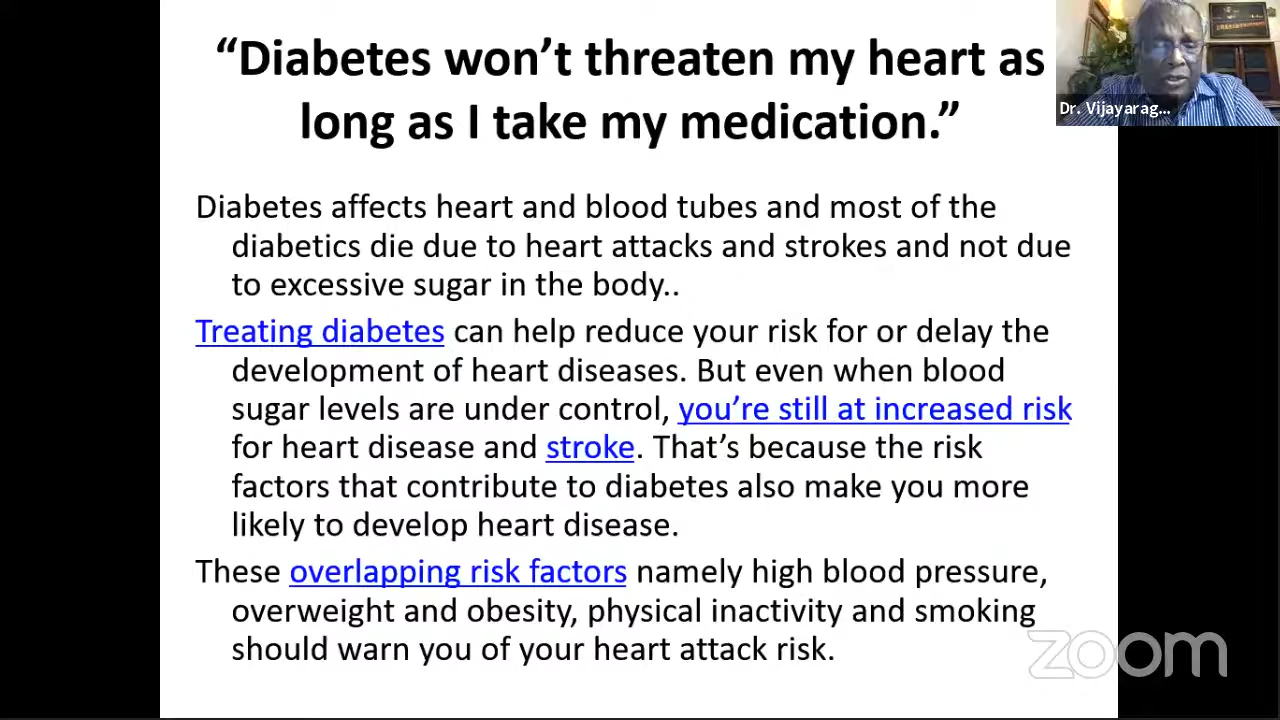 “Diabetes won’t threaten my heart as
long as I take my medication.”
Dr. Vijayarag...
Diabetes affects heart and blood tubes and most of the
diabetics die due to heart attacks and strokes and not due
to excessive sugar in the body..
Treating diabetes can help reduce your risk for or delay the
development of heart diseases. But even when blood
sugar levels are under control, you’re still at increased risk
for heart disease and stroke. That’s because the risk
factors that contribute to diabetes also make you more
likely to develop heart disease.
These overlapping risk factors namely high blood pressure,
overweight and obesity, physical inactivity and smoking
should warn you of your heart attack risk.
zoom